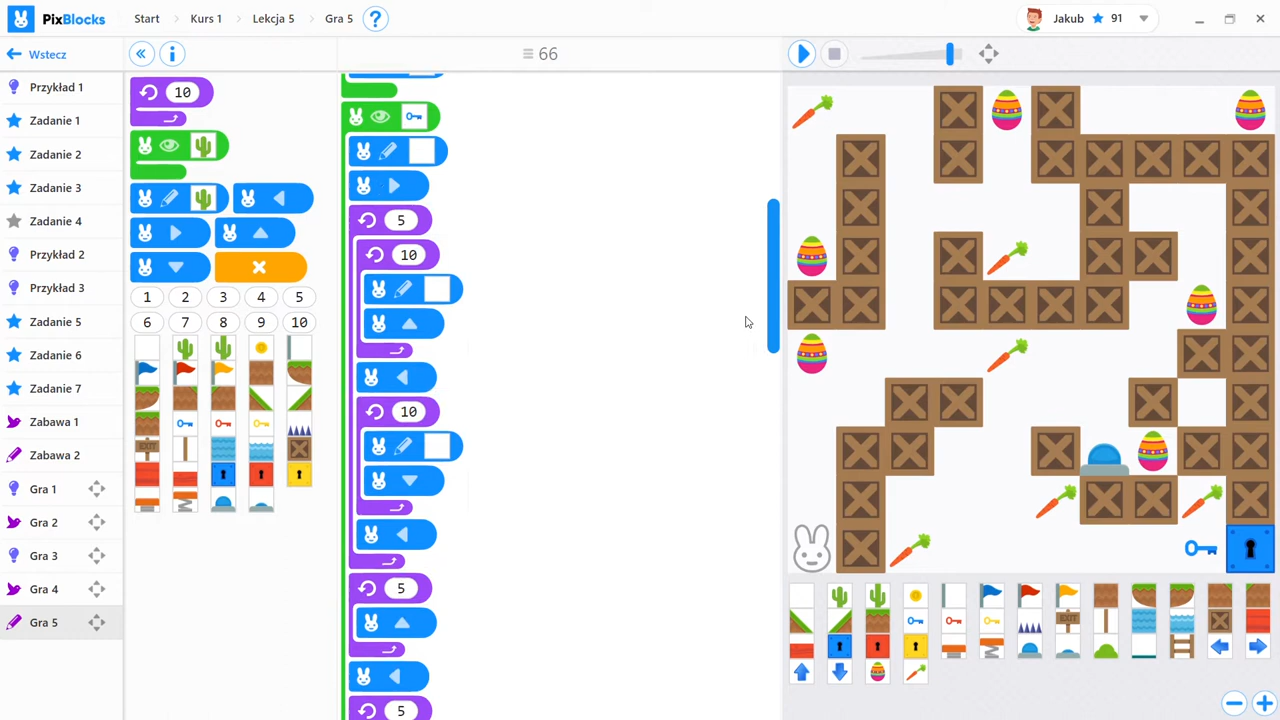 PixBlocks
Start
Kurs 1
Lekcja 5
Gra 5
?
Jakub
91
Wstecz
66
Przykład 1
Zadanie 1
Zadanie 2
Zadanie 3
Zadanie 4
Przykład 2
Przykład 3
Zadanie 5
Zadanie 6
Zadanie 7
Zabawa 1
Zabawa 2
Gra 1
Gra 2
Gra 3
Gra 4
Gra 5
10
1 2 3 4 5
6 7 8 9 10
EXIT
5
10
10
5
5
EXIT